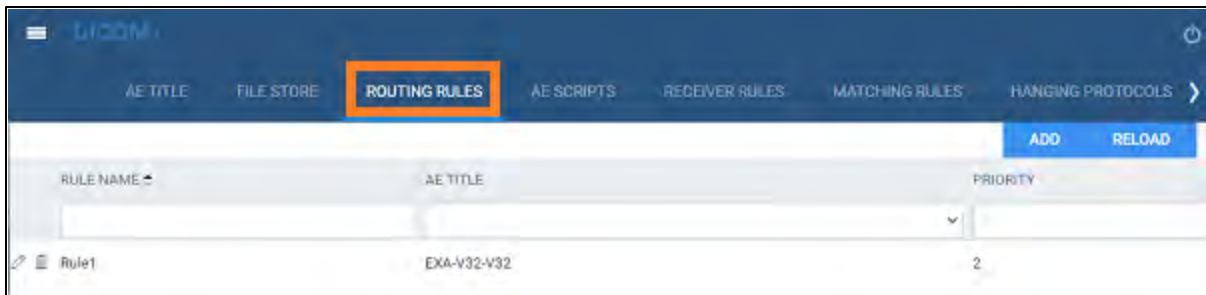 DICOM
AE TITLE FILE STORE ROUTING RULES AE SCRIPTS RECEIVER RULES MATCHING RULES HANGING PROTOCOLS
ADD RELOAD
RULE NAME AE TITLE PRIORITY
Rule1 EXA-V32-V32 2